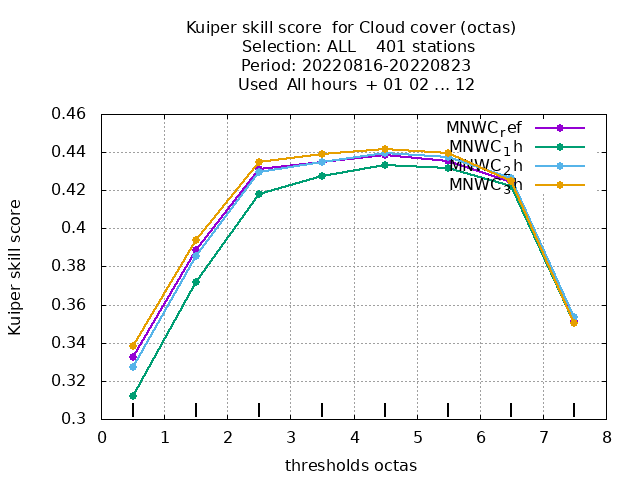 Kuiper skill score  for Cloud cover (octas)
Selection: ALL    401 stations
Period: 20220816-20220823
Used  All hours  + 01 02 ... 12
0.46
0.44
0.42
0.4
0.38
0.36
0.34
0.32
0.3
Kuiper skill score
MNWC_ref
MNWC_1h
MNWC_2h
MNWC_3h
0 1 2 3 4 5 6 7 8
thresholds octas